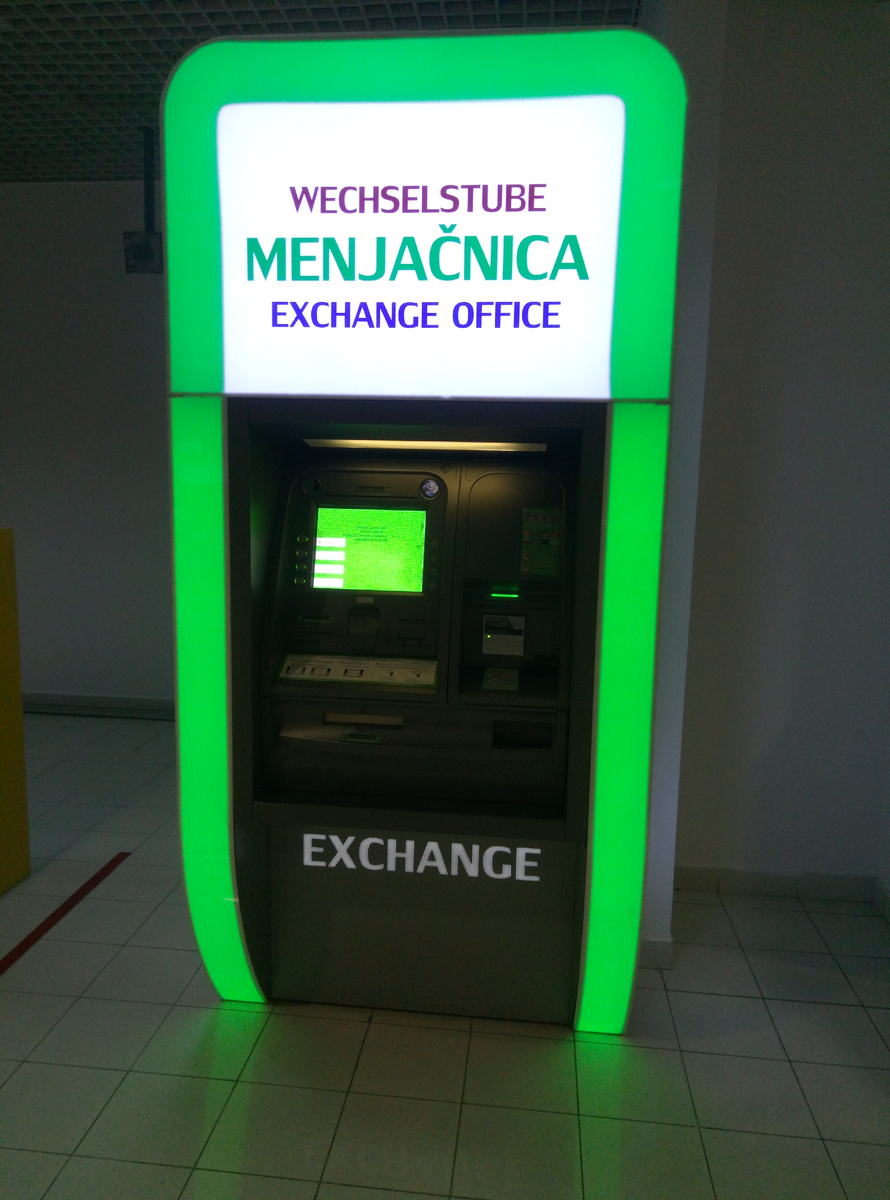 WECHSELSTUBE
MENJAČNICA
EXCHANGE OFFICE
EXCHANGE